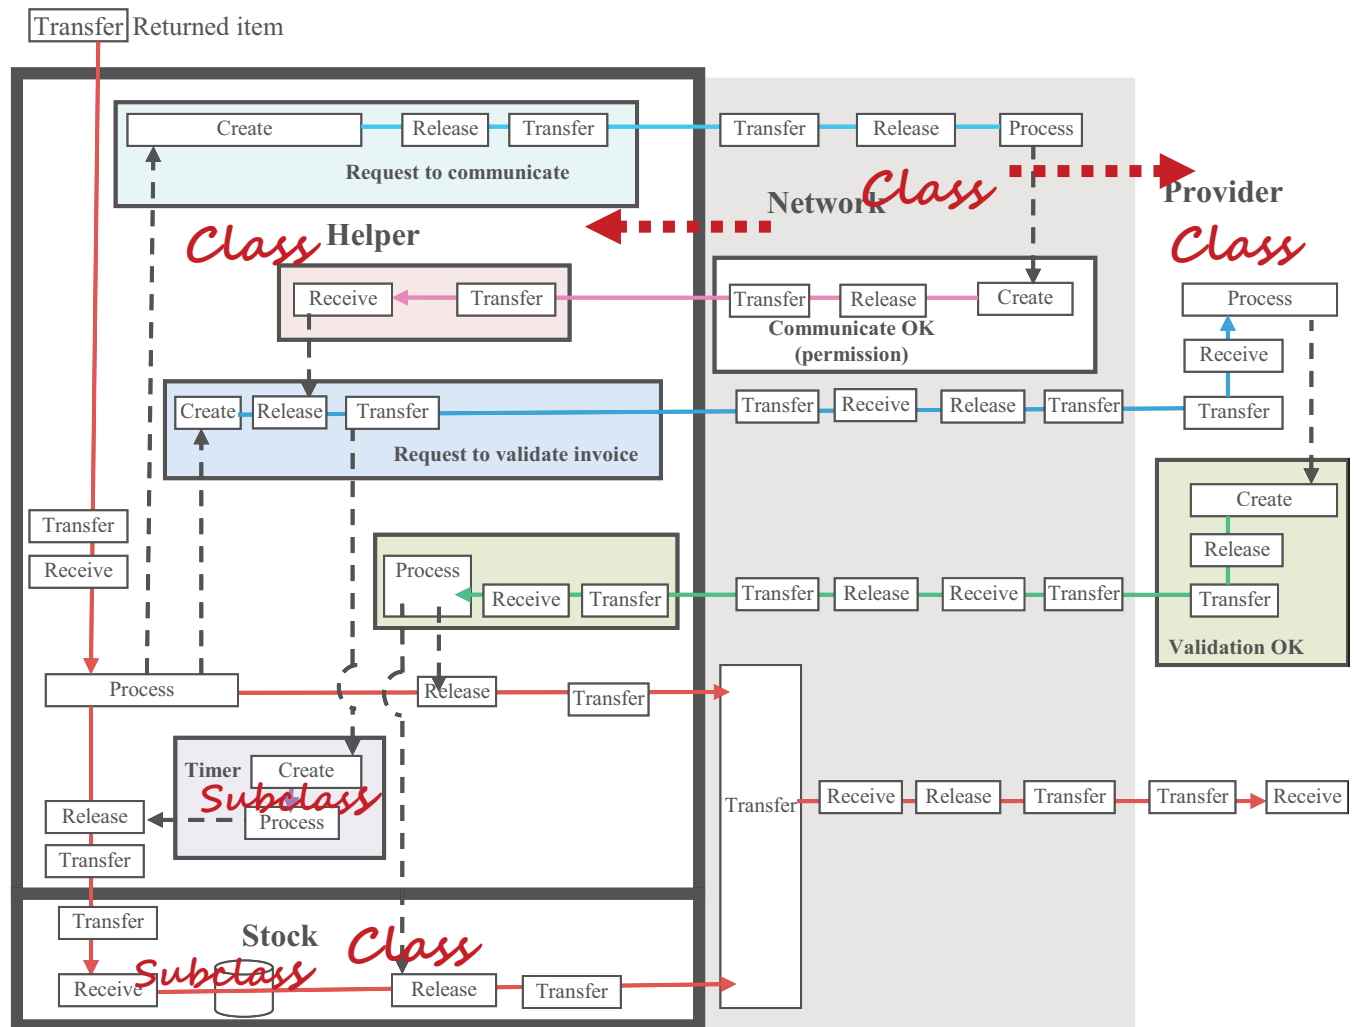 Transfer Returned item
Create Release Transfer Transfer Release Process
Request to communicate
Class Network Provider
Class Helper Class
Receive Transfer Transfer Release Create Process
Communicate OK
(permission)
Receive
Create Release Transfer Transfer Receive Release Transfer Transfer
Request to validate invoice
Create
Transfer
Release
Receive Process
Receive Transfer Transfer Release Receive Transfer Transfer
Validation OK
Process Release Transfer
Timer Create
Subclass
Release Process Transfer Receive Release Transfer Transfer Receive
Transfer
Transfer
Stock Class
Subclass
Receive Release Transfer